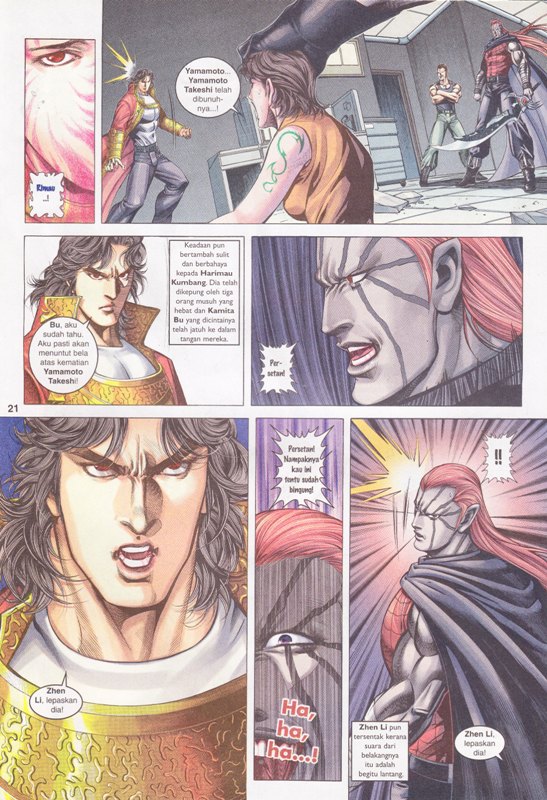 Rimau
..!
Yamamoto...
Yamamoto
Takeshi telah
dibunuh-
nya...!
Bu, aku
sudah tahu.
Aku pasti akan
menuntut bela
atas kematian
Yamamoto
Takeshi!
Keadaan pun
bertambah sulit
dan berbahaya
kepada Harimau
Kumbang. Dia telah
dikepung oleh tiga
orang musuh yang
hebat dan Karnita
Bu yang dicintainya
telah jatuh ke dalam
tangan mereka.
Per-
setan!
21
Zhen
Li, lepaskan
dia!
Persetan!
Nampaknya
kau ini
tentu sudah
bingung!
Ha,
ha,
ha...!
!!
Zhen Li pun
tersentak kerana
suara dari
belakangnya
itu adalah
begitu lantang.
Zhen Li,
lepaskan
dia!